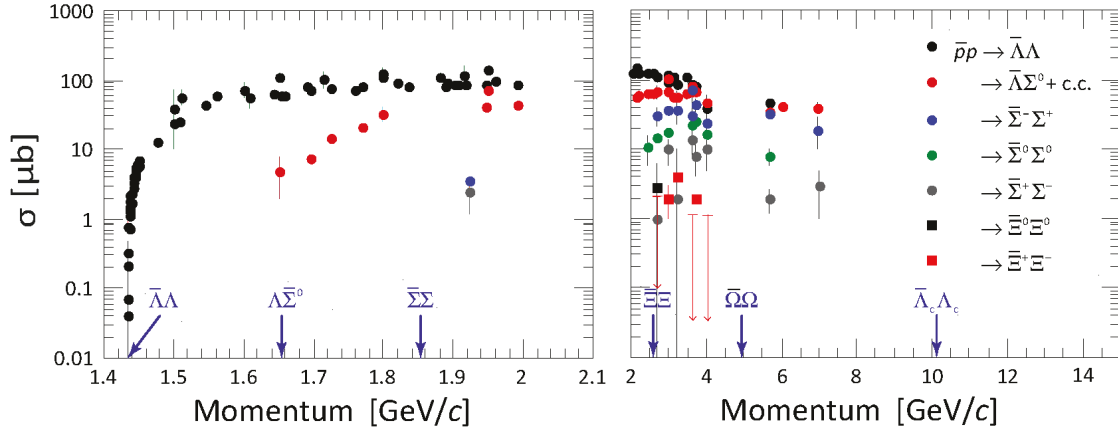 1000
100
10
1
0.1
0.01
σ [μb]
Λ̅Λ
ΛΣ̅⁰
Σ̅Σ
1.4 1.5 1.6 1.7 1.8 1.9 2 2.1
Momentum [GeV/c]
p̅p → Λ̅Λ
→ Λ̅Σ⁰ + c.c.
→ Σ̅⁻Σ⁺
→ Σ̅⁰Σ⁰
→ Σ̅⁺Σ⁻
→ Ξ̅⁰Ξ⁰
→ Ξ̅⁺Ξ⁻
Ξ̅Ξ
Ω̅Ω
Λ̅cΛc
2 4 6 8 10 12 14
Momentum [GeV/c]